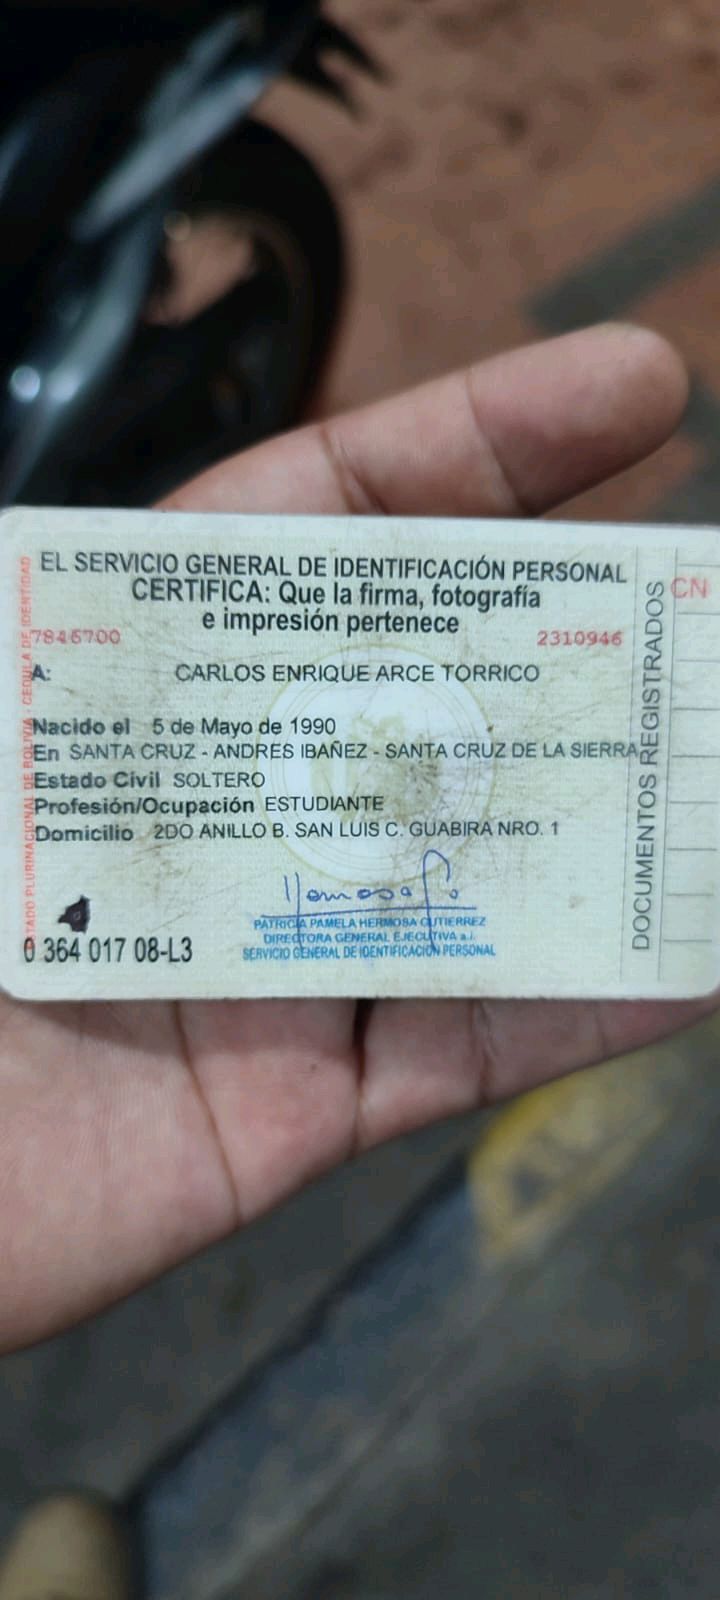 EL SERVICIO GENERAL DE IDENTIFICACIÓN PERSONAL
CERTIFICA: Que la firma, fotografía
e impresión pertenece
7846700
2310946
A: CARLOS ENRIQUE ARCE TORRICO
Nacido el 5 de Mayo de 1990
En SANTA CRUZ - ANDRES IBAÑEZ - SANTA CRUZ DE LA SIERRA
Estado Civil SOLTERO
Profesión/Ocupación ESTUDIANTE
Domicilio 2DO ANILLO B. SAN LUIS C. GUABIRA NRO. 1
PATRICIA PAMELA HERMOSA GUTIERREZ
DIRECTORA GENERAL EJECUTIVA a.i.
SERVICIO GENERAL DE IDENTIFICACIÓN PERSONAL
0 364 017 08-L3
ESTADO PLURINACIONAL DE BOLIVIA - CEDULA DE IDENTIDAD
DOCUMENTOS REGISTRADOS
CN